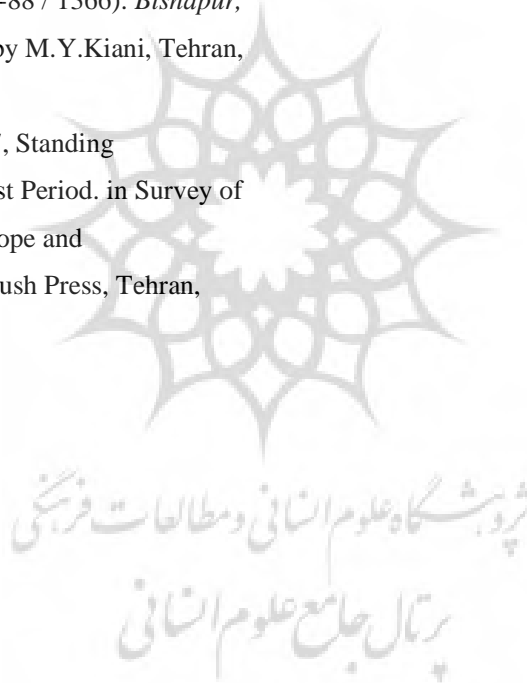 -88 / 1366). Bishapur,
by M.Y.Kiani, Tehran,
, Standing
st Period. in Survey of
ope and
ush Press, Tehran,
پژوهشگاه علوم انسانی و مطالعات فرهنگی
پرتال جامع علوم انسانی